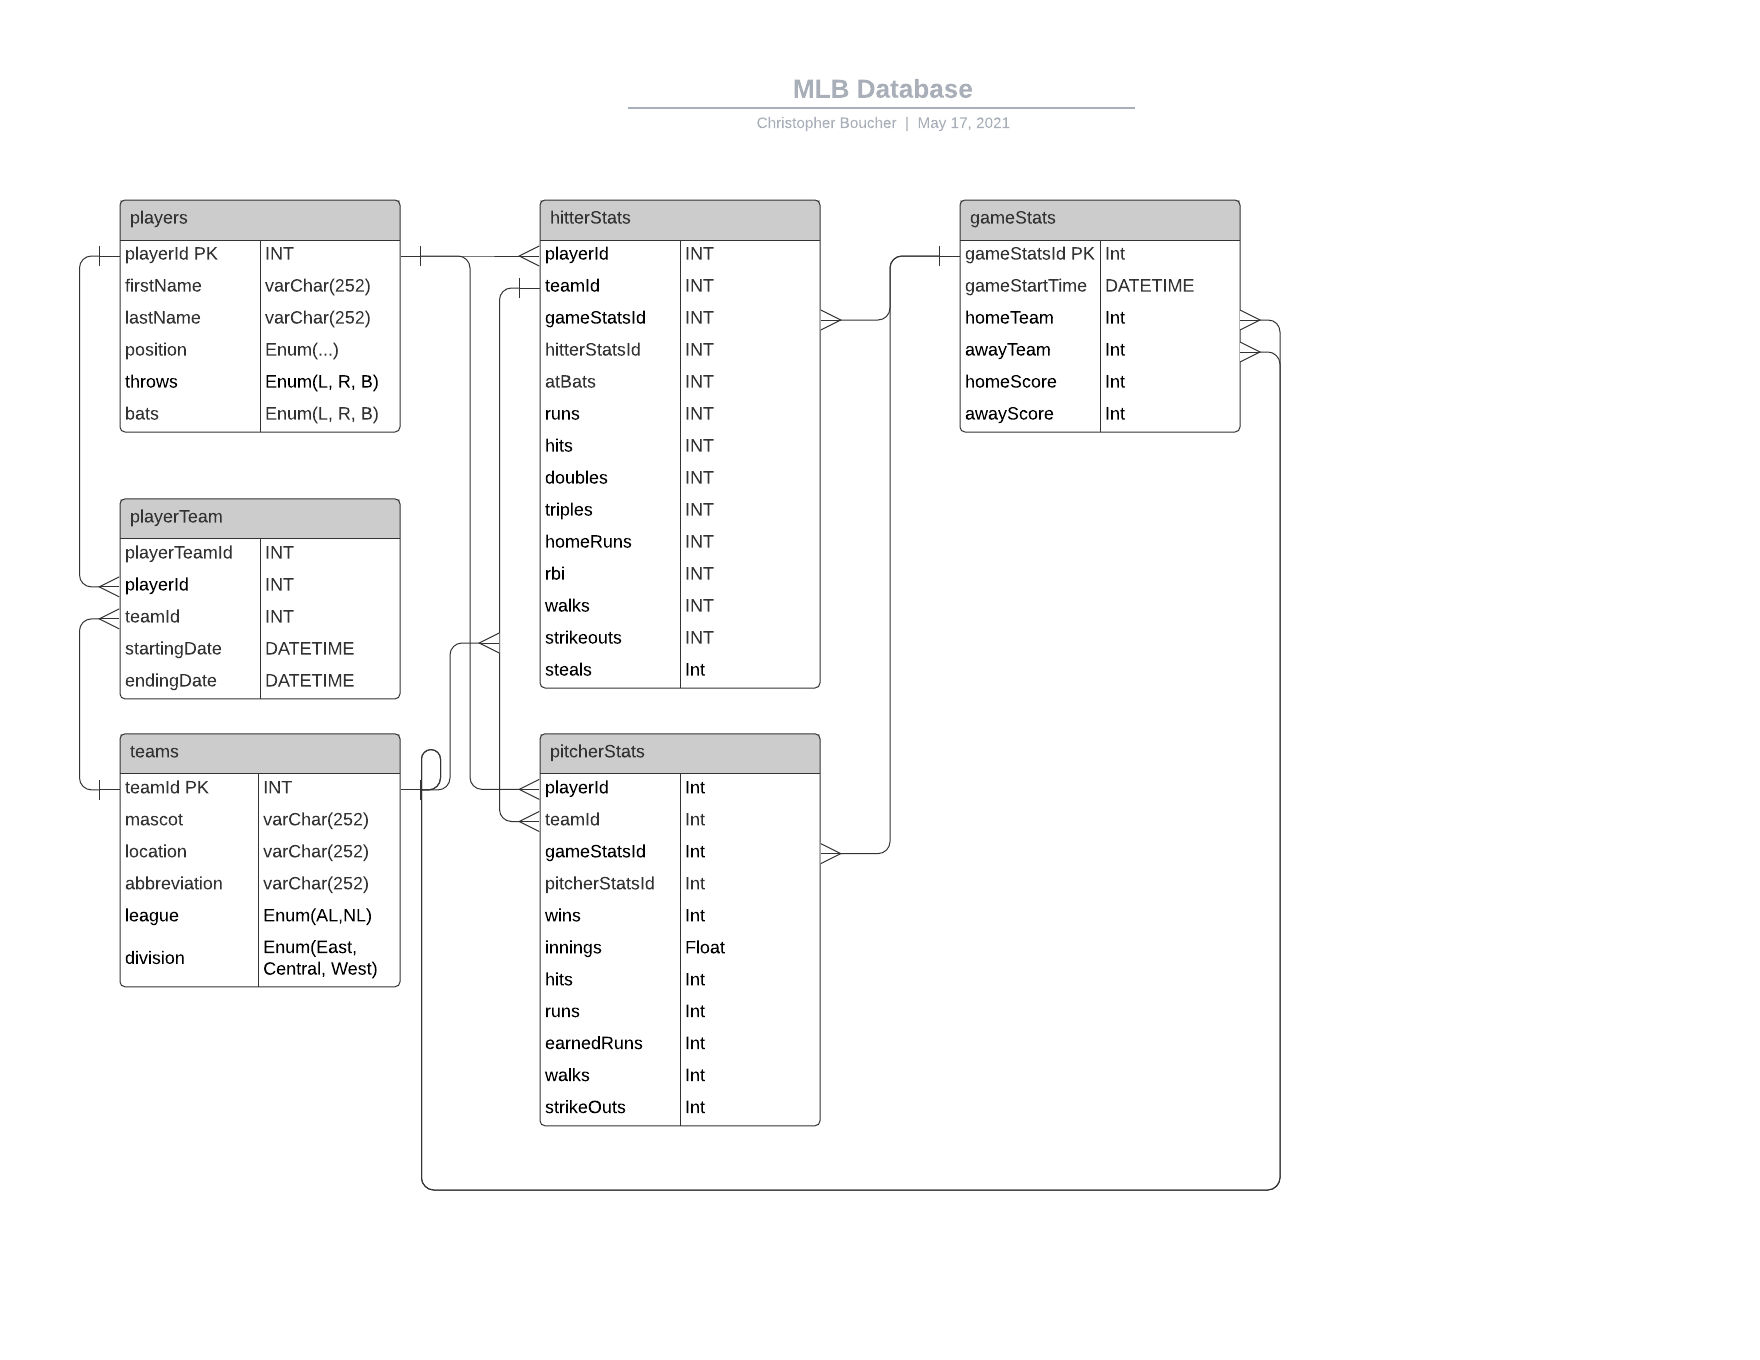 MLB Database
Christopher Boucher | May 17, 2021
players
playerId PK INT
firstName varChar(252)
lastName varChar(252)
position Enum(...)
throws Enum(L, R, B)
bats Enum(L, R, B)
playerTeam
playerTeamId INT
playerId INT
teamId INT
startingDate DATETIME
endingDate DATETIME
teams
teamId PK INT
mascot varChar(252)
location varChar(252)
abbreviation varChar(252)
league Enum(AL,NL)
division Enum(East,
Central, West)
hitterStats
playerId INT
teamId INT
gameStatsId INT
hitterStatsId INT
atBats INT
runs INT
hits INT
doubles INT
triples INT
homeRuns INT
rbi INT
walks INT
strikeouts INT
steals Int
pitcherStats
playerId Int
teamId Int
gameStatsId Int
pitcherStatsId Int
wins Int
innings Float
hits Int
runs Int
earnedRuns Int
walks Int
strikeOuts Int
gameStats
gameStatsId PK Int
gameStartTime DATETIME
homeTeam Int
awayTeam Int
homeScore Int
awayScore Int